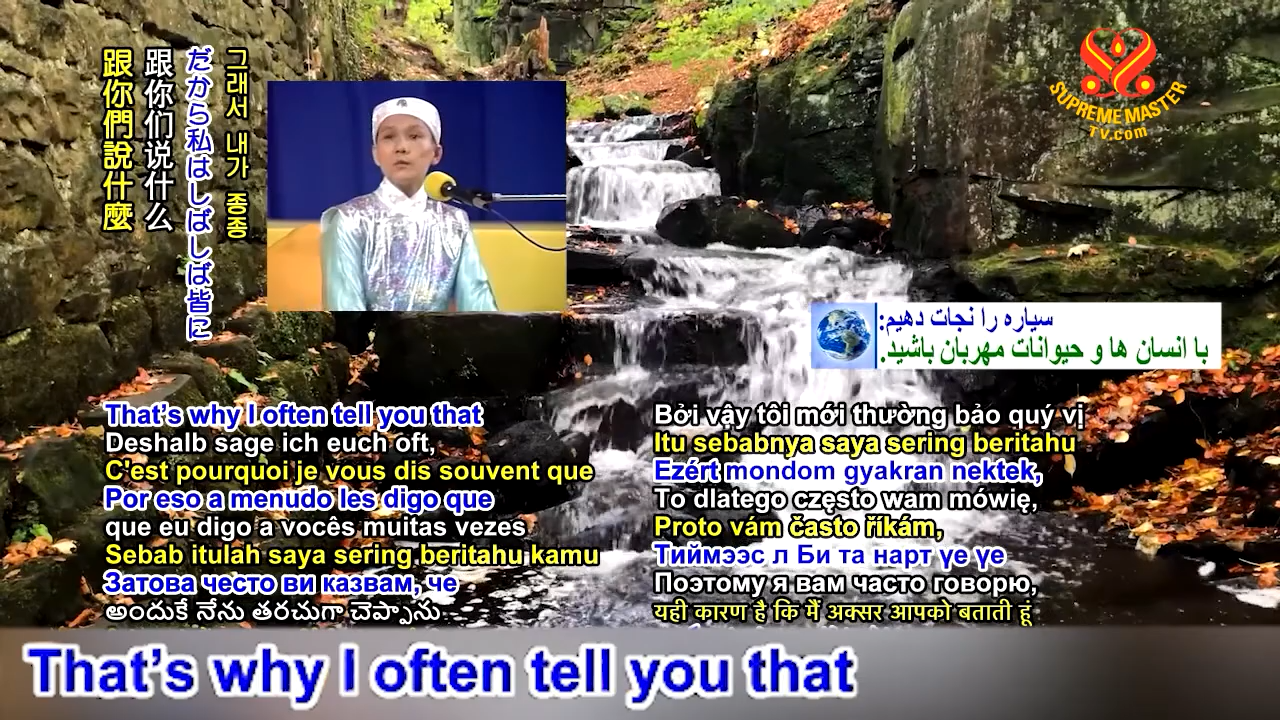 跟你們說什麼
跟你们说什么
だから私はしばしば皆に
그래서 내가 종종
SUPREME MASTER
TV.com
سیاره را نجات دهیم:
با انسان ها و حیوانات مهربان باشید.
That's why I often tell you that
Deshalb sage ich euch oft,
C'est pourquoi je vous dis souvent que
Por eso a menudo les digo que
que eu digo a vocês muitas vezes
Sebab itulah saya sering beritahu kamu
Затова често ви казвам, че
అందుకే నేను తరచుగా చెప్పాను
Bởi vậy tôi mới thường bảo quý vị
Itu sebabnya saya sering beritahu
Ezért mondom gyakran nektek,
To dlatego często wam mówię,
Proto vám často říkám,
Тиймээс л Би та нарт үе үе
Поэтому я вам часто говорю,
यही कारण है कि मैं अक्सर आपको बताती हूं
That's why I often tell you that